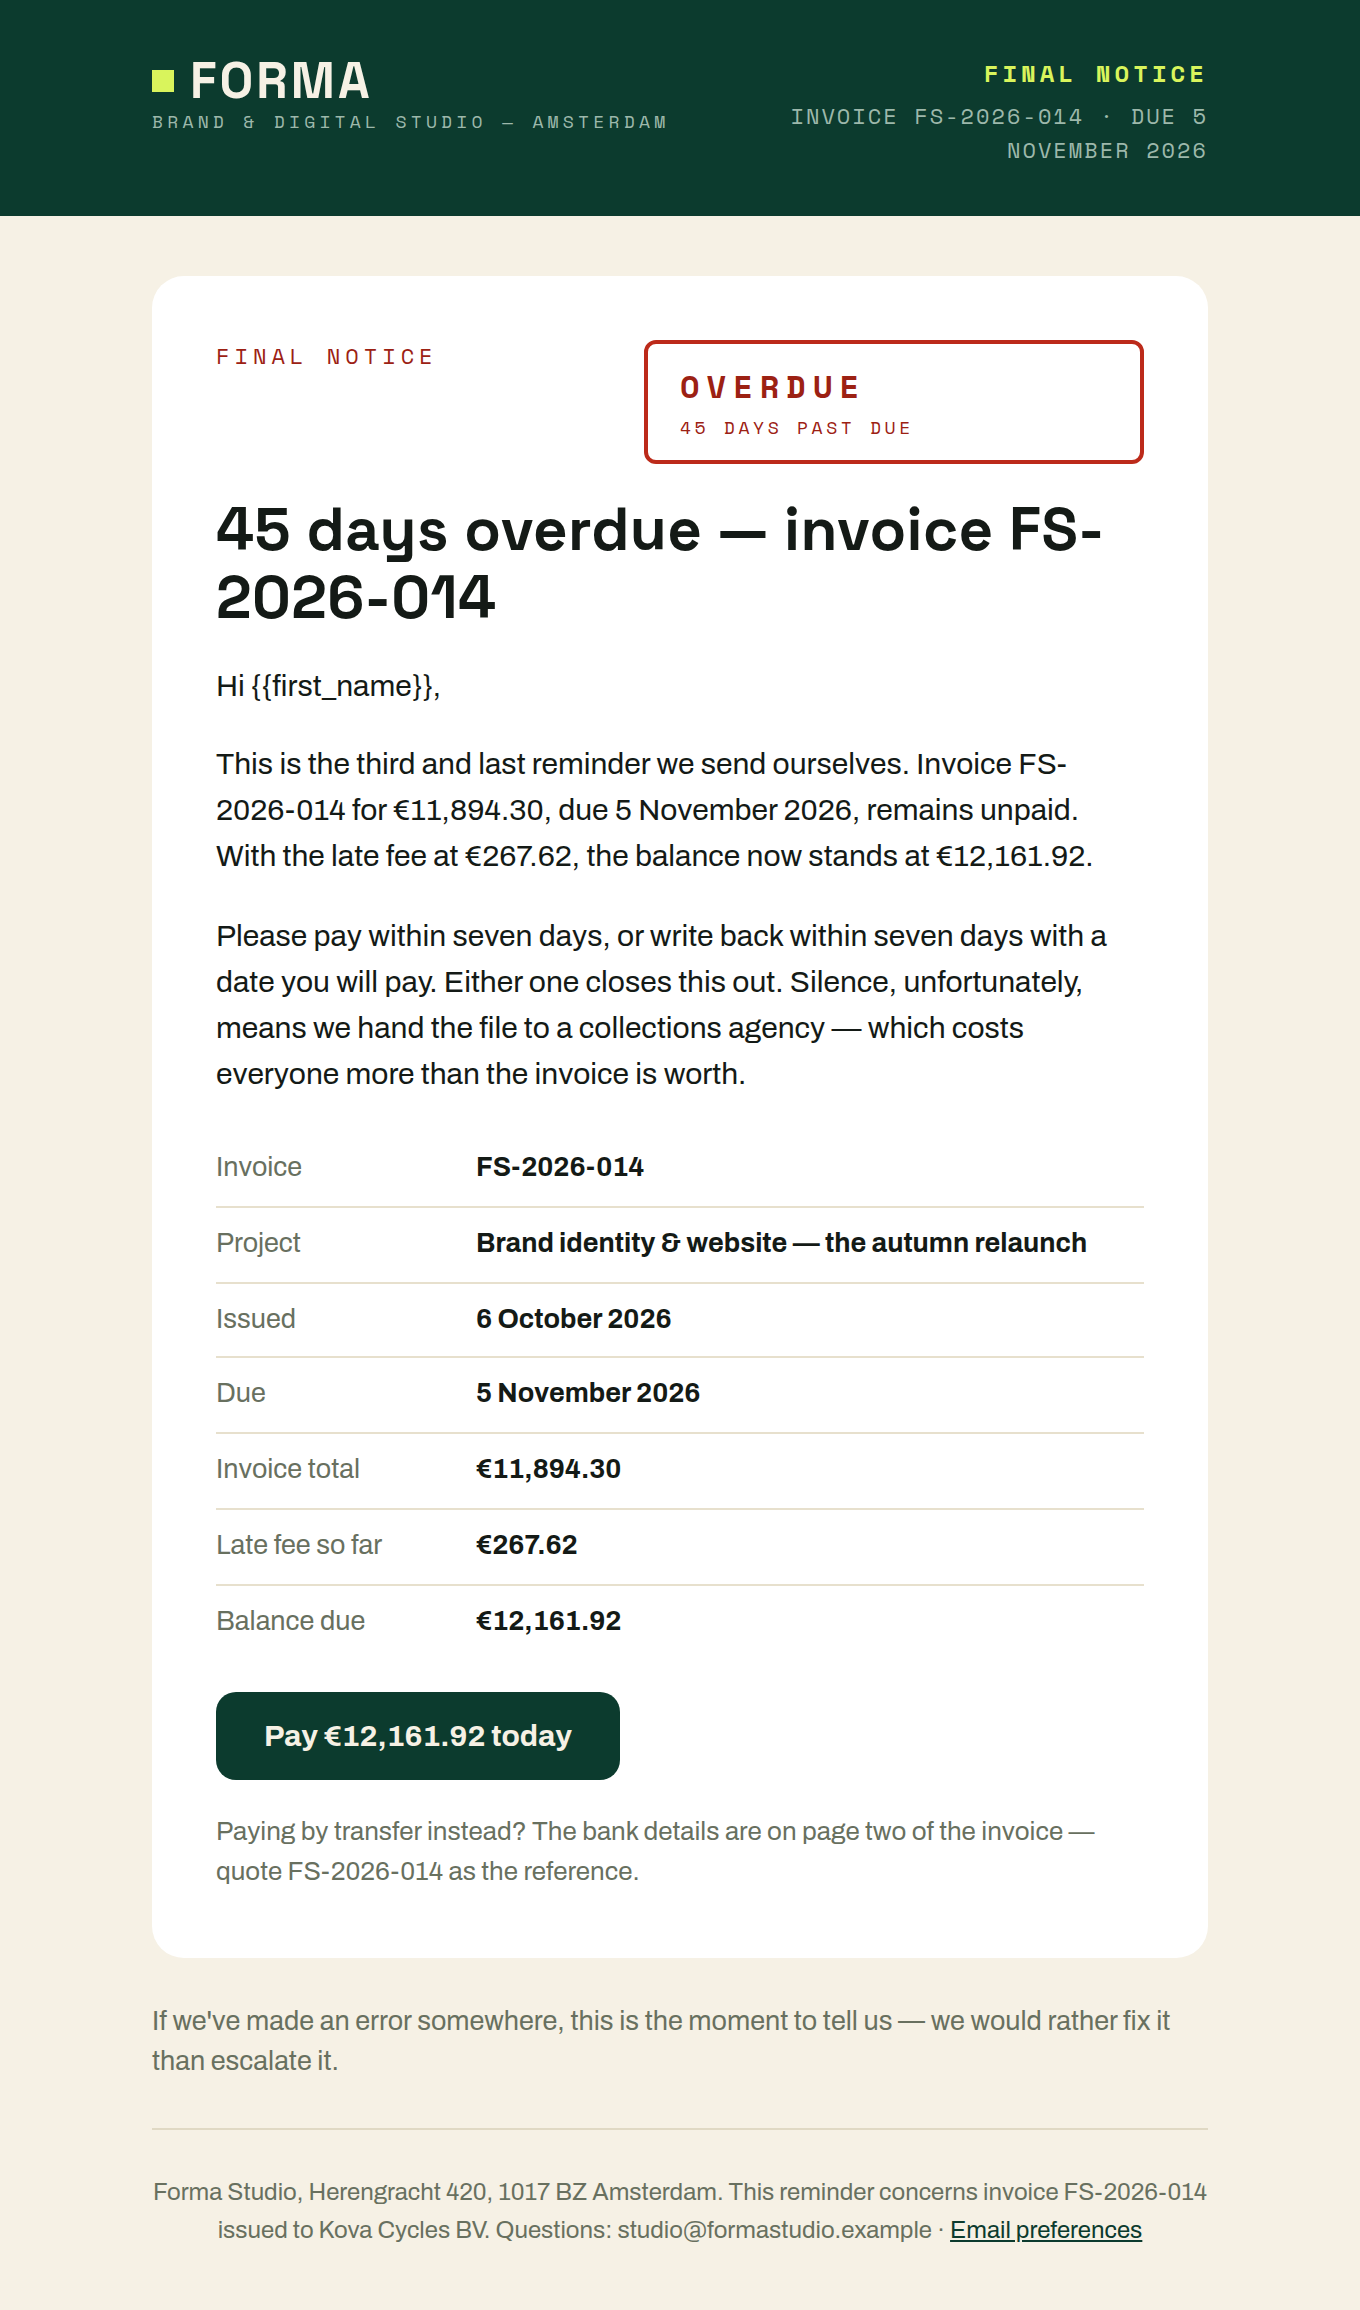 FORMA
BRAND & DIGITAL STUDIO — AMSTERDAM
FINAL NOTICE
INVOICE FS-2026-014 · DUE 5
NOVEMBER 2026
FINAL NOTICE
OVERDUE
45 DAYS PAST DUE
45 days overdue — invoice FS-
2026-014
Hi {{first_name}},
This is the third and last reminder we send ourselves. Invoice FS-
2026-014 for €11,894.30, due 5 November 2026, remains unpaid.
With the late fee at €267.62, the balance now stands at €12,161.92.
Please pay within seven days, or write back within seven days with a
date you will pay. Either one closes this out. Silence, unfortunately,
means we hand the file to a collections agency — which costs
everyone more than the invoice is worth.
Invoice FS-2026-014
Project Brand identity & website — the autumn relaunch
Issued 6 October 2026
Due 5 November 2026
Invoice total €11,894.30
Late fee so far €267.62
Balance due €12,161.92
Pay €12,161.92 today
Paying by transfer instead? The bank details are on page two of the invoice —
quote FS-2026-014 as the reference.
If we've made an error somewhere, this is the moment to tell us — we would rather fix it
than escalate it.
Forma Studio, Herengracht 420, 1017 BZ Amsterdam. This reminder concerns invoice FS-2026-014
issued to Kova Cycles BV. Questions: studio@formastudio.example · Email preferences